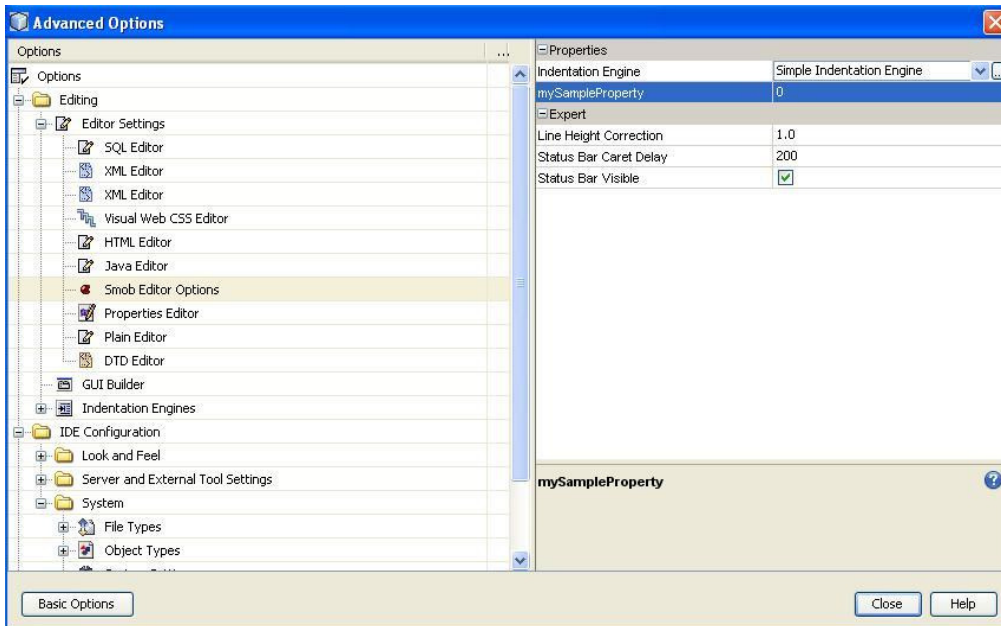 Advanced Options
Options
...
Options
Editing
Editor Settings
SQL Editor
XML Editor
XML Editor
Visual Web CSS Editor
HTML Editor
Java Editor
Smob Editor Options
Properties Editor
Plain Editor
DTD Editor
GUI Builder
Indentation Engines
IDE Configuration
Look and Feel
Server and External Tool Settings
System
File Types
Object Types
Properties
Indentation Engine Simple Indentation Engine ...
mySampleProperty 0
Expert
Line Height Correction 1.0
Status Bar Caret Delay 200
Status Bar Visible
mySampleProperty
Basic Options
Close
Help